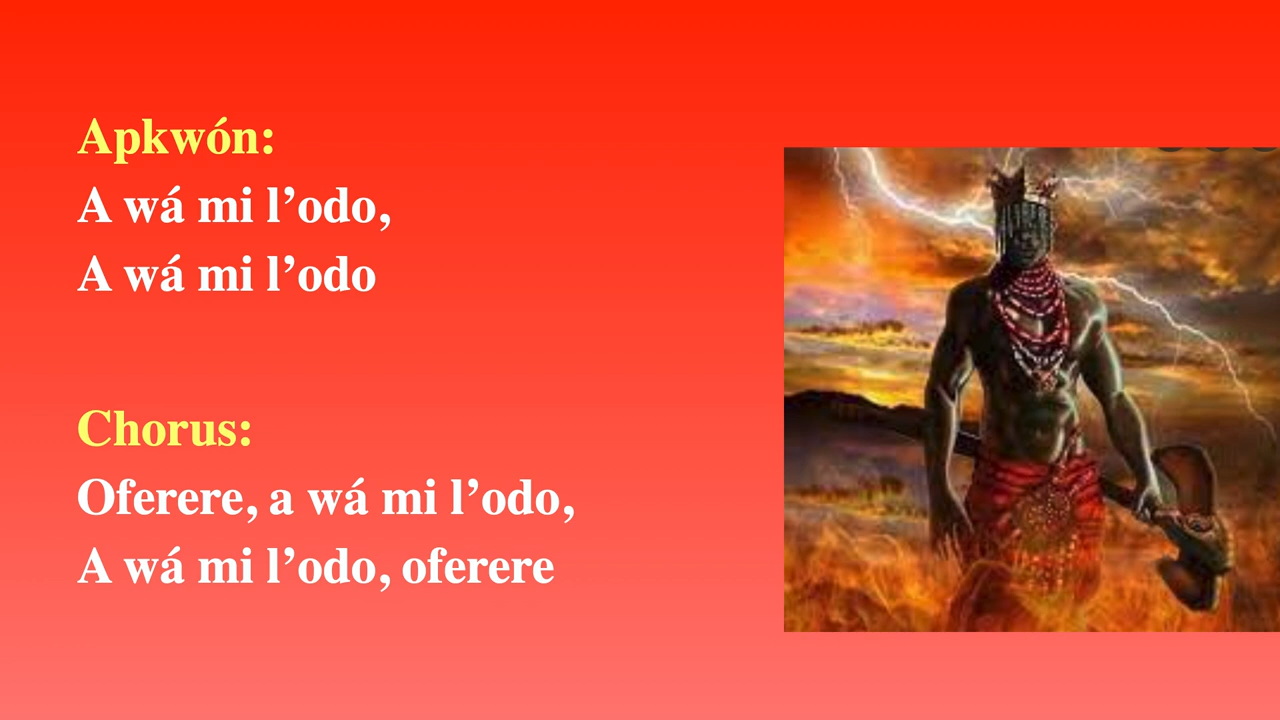 Apkwón:
A wá mi l’odo,
A wá mi l’odo
Chorus:
Oferere, a wá mi l’odo,
A wá mi l’odo, oferere